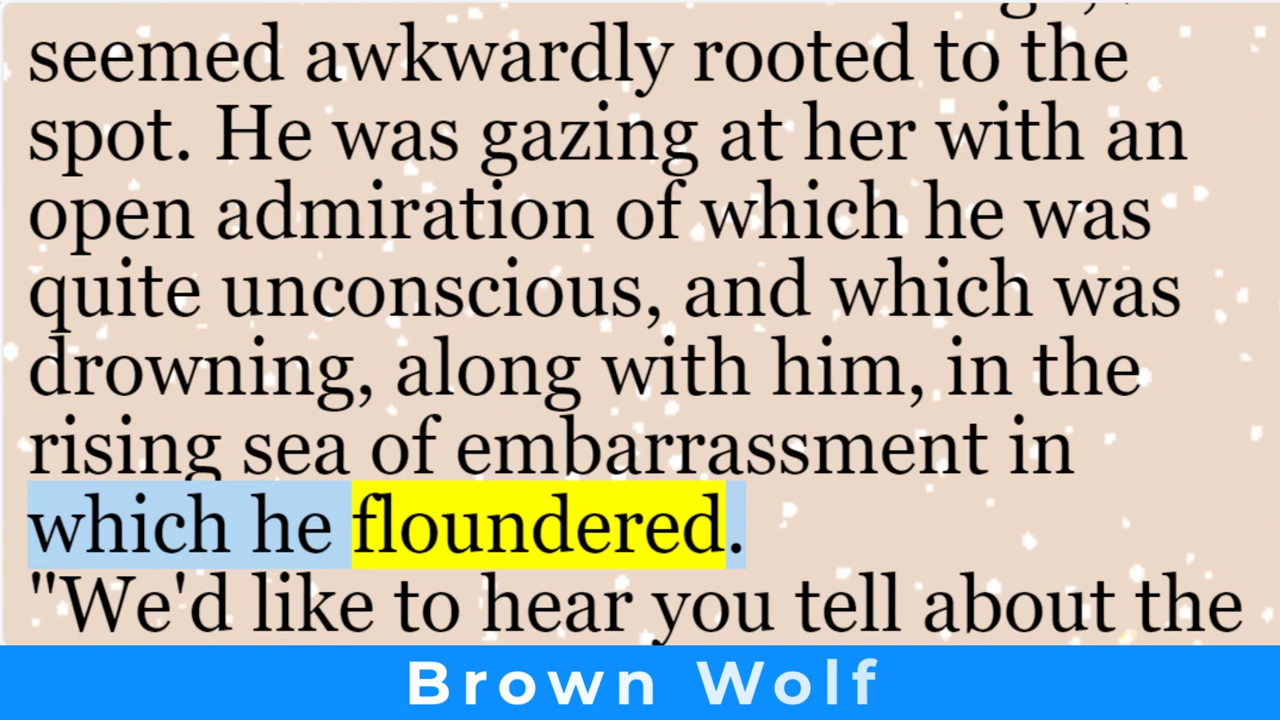 seemed awkwardly rooted to the
spot. He was gazing at her with an
open admiration of which he was
quite unconscious, and which was
drowning, along with him, in the
rising sea of embarrassment in
which he floundered.
"We'd like to hear you tell about the
Brown Wolf